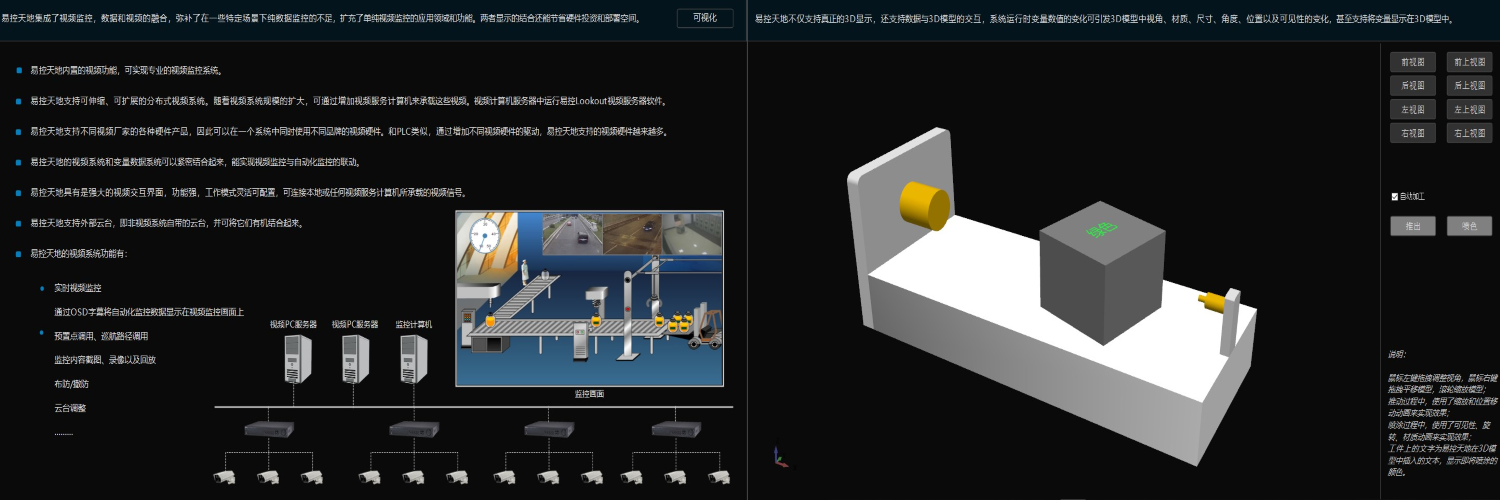 易控天地集成了视频监控，数据和视频的融合，弥补了在一些特定场景下纯数据监控的不足，扩充了单纯视频监控的应用领域和功能。两者显示的结合还能节省硬件投资和部署空间。
可视化
易控天地内置的视频功能，可实现专业的视频监控系统。
易控天地支持可伸缩、可扩展的分布式视频系统。随着视频系统规模的扩大，可通过增加视频服务计算机来承载这些视频。视频计算机服务器中运行易控Lookout视频服务器软件。
易控天地支持不同视频厂家的各种硬件产品，因此可以在一个系统中同时使用不同品牌的视频硬件。和PLC类似，通过增加不同视频硬件的驱动，易控天地支持的视频硬件越来越多。
易控天地的视频系统和变量数据系统可以紧密结合起来，能实现视频监控与自动化监控的联动。
易控天地具有是强大的视频交互界面，功能强，工作模式灵活可配置，可连接本地或任何视频服务计算机所承载的视频信号。
易控天地支持外部云台，即非视频系统自带的云台，并可将它们有机结合起来。
易控天地的视频系统功能有：
实时视频监控
通过OSD字幕将自动化监控数据显示在视频监控画面上
预置点调用、巡航路径调用
监控内容截图、录像以及回放
布防/撤防
云台调整
..........
视频PC服务器
视频PC服务器
监控计算机
监控画面
易控天地不仅支持真正的3D显示，还支持数据与3D模型的交互，系统运行时变量数值的变化可引发3D模型中视角、材质、尺寸、角度、位置以及可见性的变化，甚至支持将变量显示在3D模型中。
前视图
前上视图
后视图
后上视图
左视图
左上视图
右视图
右上视图
自动加工
推出
喷色
绿色
说明：
鼠标左键拖拽调整视角，鼠标右键
拖拽平移模型，滚轮缩放模型；
推动过程中，使用了缩放和位置移
动动画来实现效果；
喷涂过程中，使用了可见性、旋
转、材质动画来实现效果；
工件上的文字为易控天地在3D模
型中插入的文本，显示即将喷涂的
颜色。